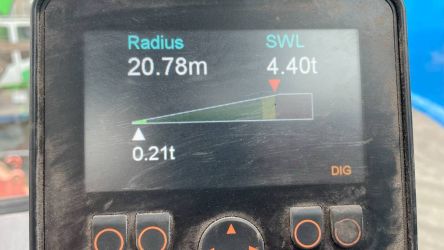 Radius SWL
20.78m 4.40t
0.21t
DIG